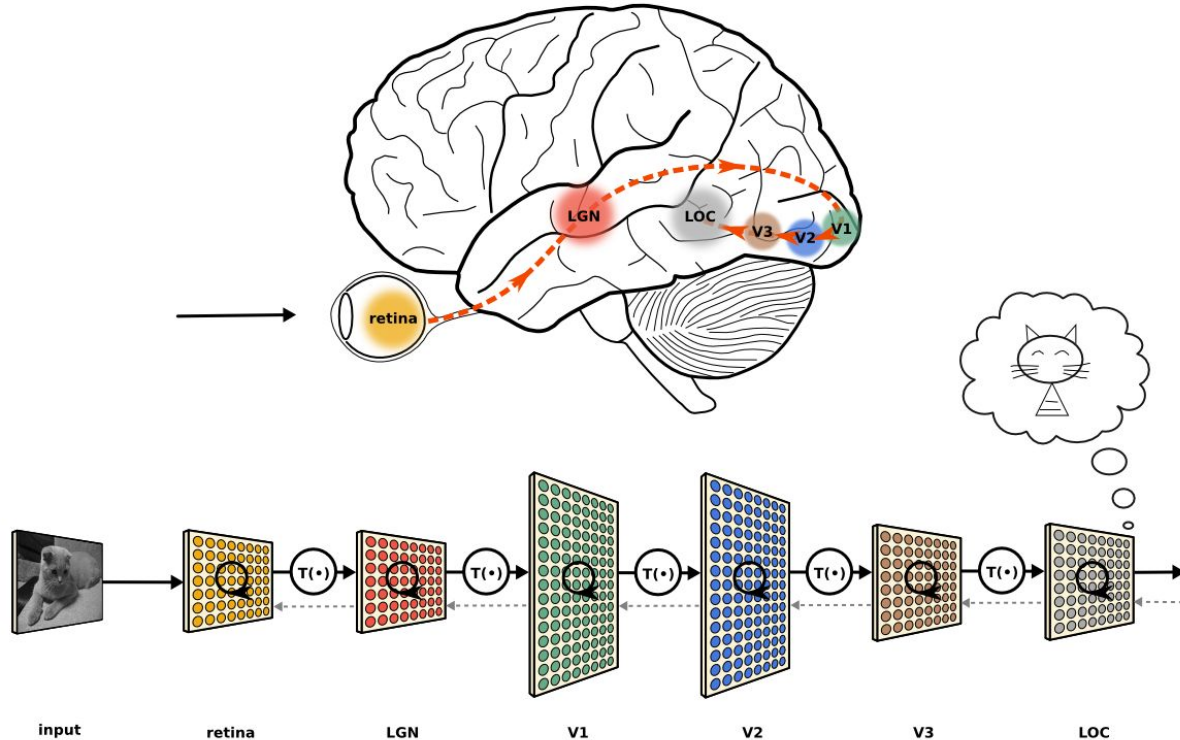 LGN
LOC
V3
V2
V1
retina
T(•)
T(•)
T(•)
T(•)
T(•)
input
retina
LGN
V1
V2
V3
LOC